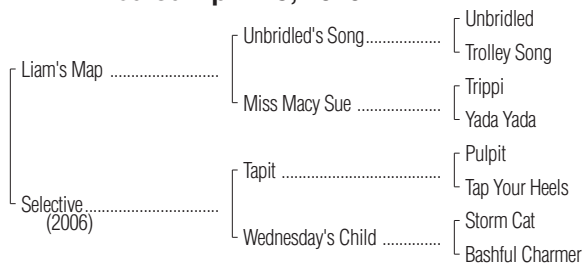 Unbridled
Unbridled's Song
Trolley Song
Liam's Map
Trippi
Miss Macy Sue
Yada Yada
Pulpit
Tapit
Tap Your Heels
Selective
(2006)
Storm Cat
Wednesday's Child
Bashful Charmer